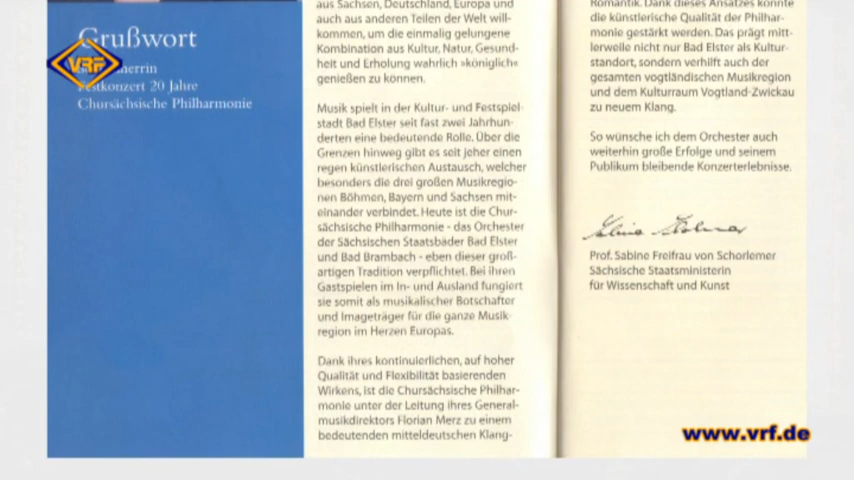 Grußwort
VRF
Festkonzert 20 Jahre
Chursächsische Philharmonie
aus Sachsen, Deutschland, Europa und
auch aus anderen Teilen der Welt will-
kommen, um die einmalig gelungene
Kombination aus Kultur, Natur, Gesund-
heit und Erholung wahrlich »königlich«
genießen zu können.
Musik spielt in der Kultur- und Festspiel-
stadt Bad Elster seit fast zwei Jahrhun-
derten eine bedeutende Rolle. Über die
Grenzen hinweg gibt es seit jeher einen
regen künstlerischen Austausch, welcher
besonders die drei großen Musikregio-
nen Böhmen, Bayern und Sachsen mit-
einander verbindet. Heute ist die Chur-
sächsische Philharmonie - das Orchester
der Sächsischen Staatsbäder Bad Elster
und Bad Brambach - eben dieser groß-
artigen Tradition verpflichtet. Bei ihren
Gastspielen im In- und Ausland fungiert
sie somit als musikalischer Botschafter
und Imageträger für die ganze Musik-
region im Herzen Europas.
Dank ihres kontinuierlichen, auf hoher
Qualität und Flexibilität basierenden
Wirkens, ist die Chursächsische Philhar-
monie unter der Leitung ihres General-
musikdirektors Florian Merz zu einem
bedeutenden mitteldeutschen Klang-
Romantik. Dank dieses Ansatzes konnte
die künstlerische Qualität der Philhar-
monie gestärkt werden. Das prägt mitt-
lerweile nicht nur Bad Elster als Kultur-
standort, sondern verhilft auch der
gesamten vogtländischen Musikregion
und dem Kulturraum Vogtland-Zwickau
zu neuem Klang.
So wünsche ich dem Orchester auch
weiterhin große Erfolge und seinem
Publikum bleibende Konzerterlebnisse.
Prof. Sabine Freifrau von Schorlemer
Sächsische Staatsministerin
für Wissenschaft und Kunst
www.vrf.de